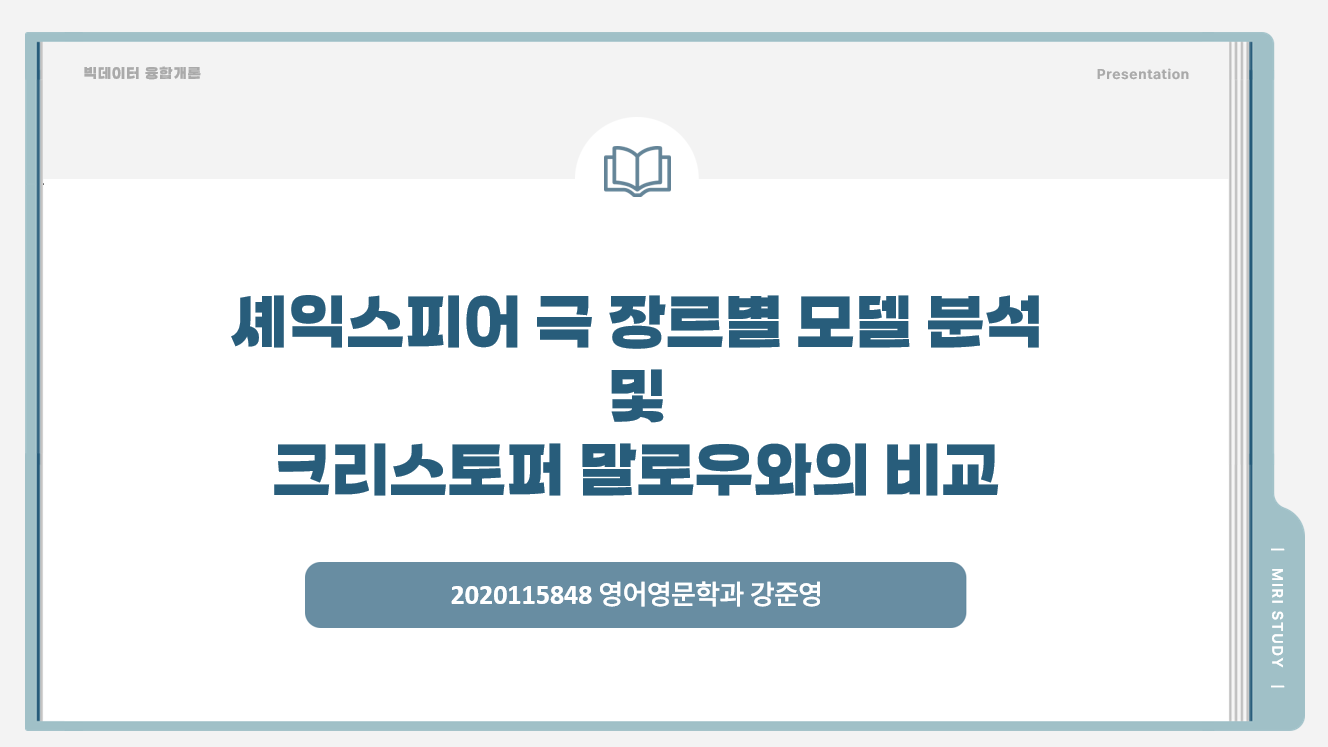 빅데이터 융합개론
Presentation
셰익스피어 극 장르별 모델 분석
및
크리스토퍼 말로우와의 비교
2020115848 영어영문학과 강준영
| MIRI STUDY |